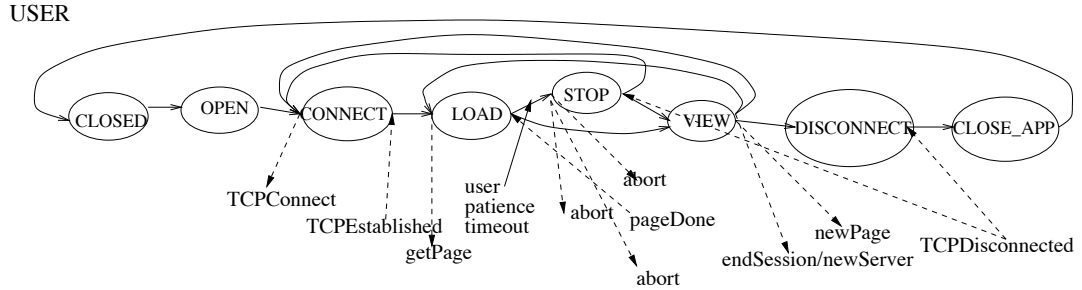 USER
CLOSED
OPEN
CONNECT
LOAD
STOP
VIEW
DISCONNECT
CLOSE_APP
TCPConnect
TCPEstablished
getPage
user
patience
timeout
abort
abort
abort
pageDone
newPage
endSession/newServer
TCPDisconnected